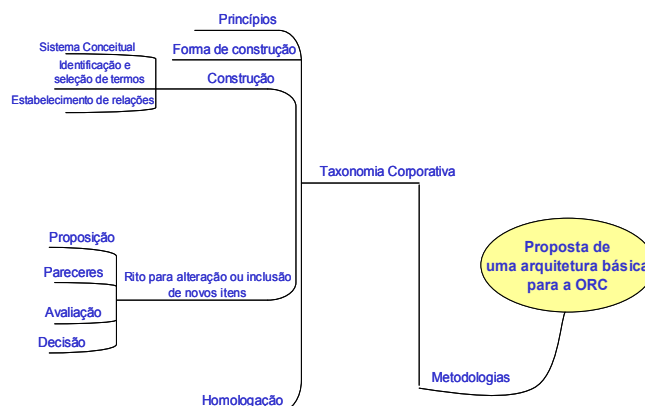 Princípios
Forma de construção
Sistema Conceitual
Identificação e
seleção de termos
Estabelecimento de relações
Construção
Taxonomia Corporativa
Proposição
Pareceres
Avaliação
Decisão
Rito para alteração ou inclusão
de novos itens
Homologação
Proposta de
uma arquitetura básica
para a ORC
Metodologias